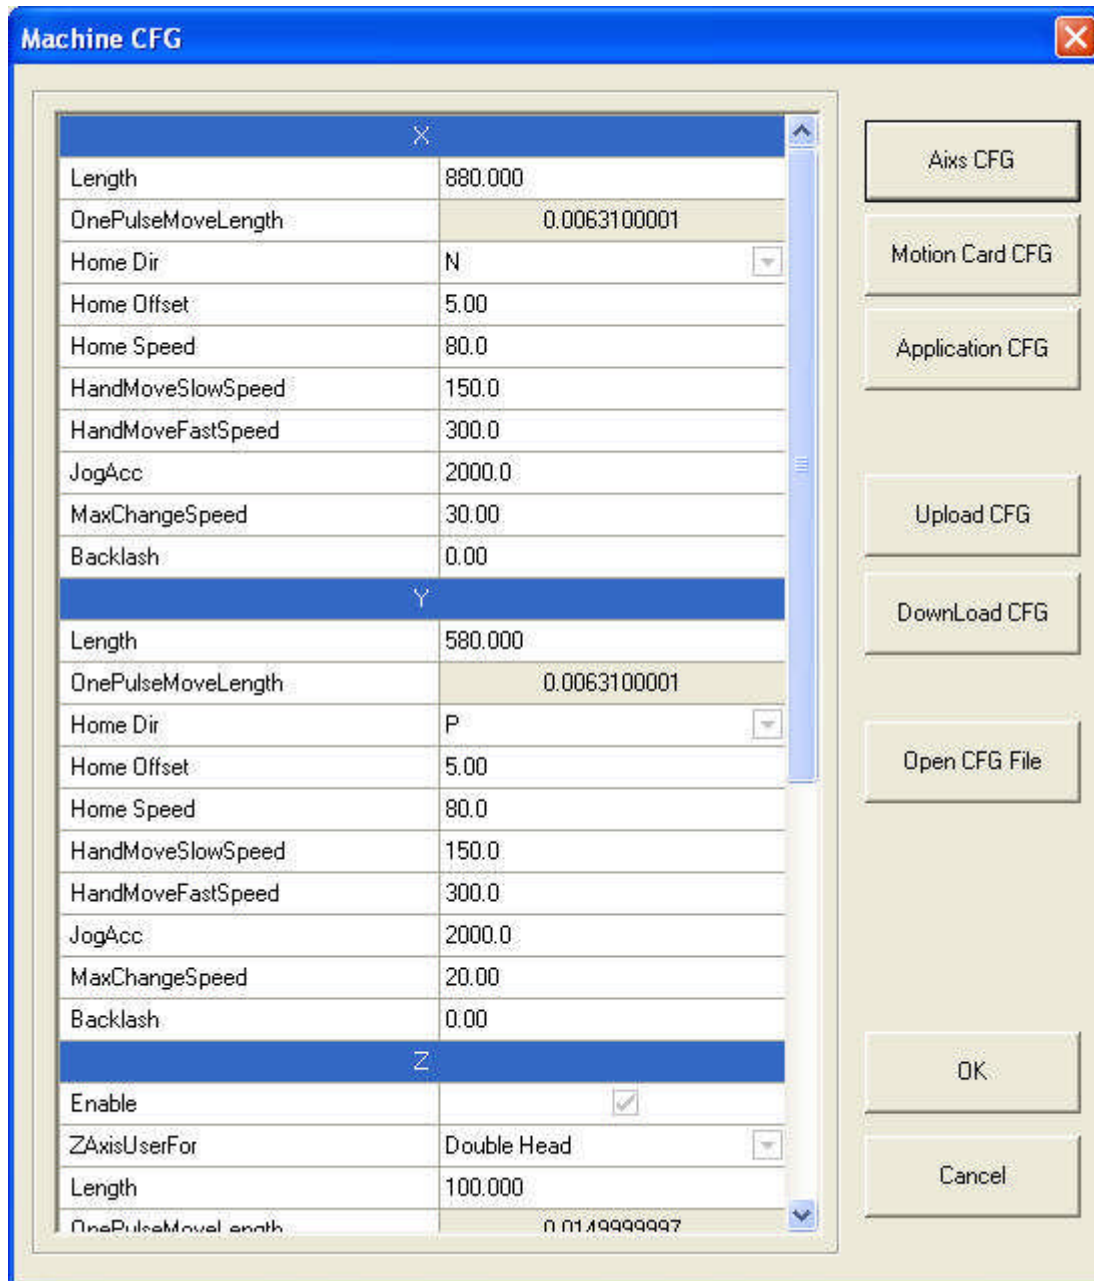 Machine CFG
X
Length 880.000
OnePulseMoveLength 0.0063100001
Home Dir N
Home Offset 5.00
Home Speed 80.0
HandMoveSlowSpeed 150.0
HandMoveFastSpeed 300.0
JogAcc 2000.0
MaxChangeSpeed 30.00
Backlash 0.00
Y
Length 580.000
OnePulseMoveLength 0.0063100001
Home Dir P
Home Offset 5.00
Home Speed 80.0
HandMoveSlowSpeed 150.0
HandMoveFastSpeed 300.0
JogAcc 2000.0
MaxChangeSpeed 20.00
Backlash 0.00
Z
Enable
ZAxisUserFor Double Head
Length 100.000
OnePulseMoveLength 0.0149999997
Aixs CFG
Motion Card CFG
Application CFG
Upload CFG
DownLoad CFG
Open CFG File
OK
Cancel